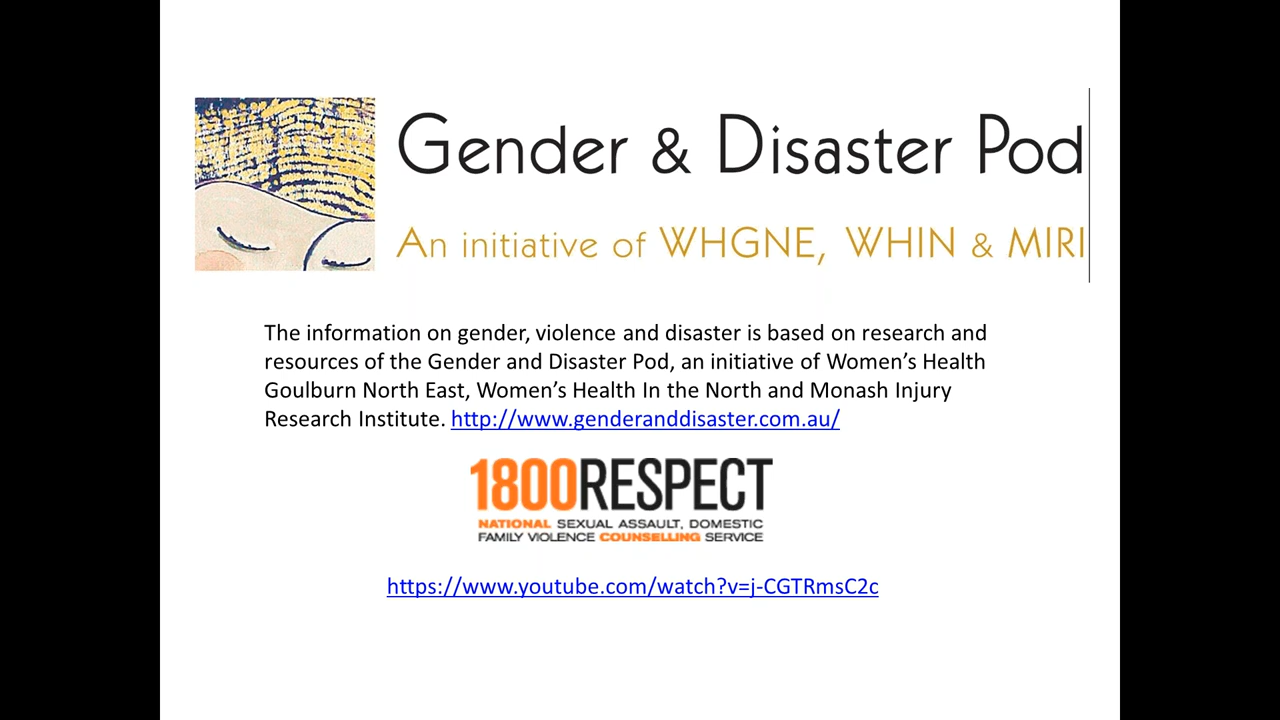 Gender & Disaster Pod
An initiative of WHGNE, WHIN & MIRI
The information on gender, violence and disaster is based on research and
resources of the Gender and Disaster Pod, an initiative of Women’s Health
Goulburn North East, Women’s Health In the North and Monash Injury
Research Institute. http://www.genderanddisaster.com.au/
1800RESPECT
NATIONAL SEXUAL ASSAULT, DOMESTIC
FAMILY VIOLENCE COUNSELLING SERVICE
https://www.youtube.com/watch?v=j-CGTRmsC2c